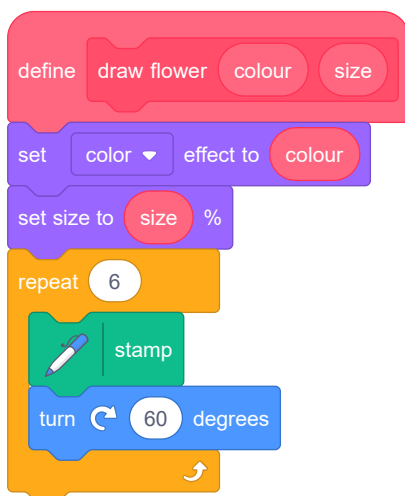 define draw flower colour size
set color effect to colour
set size to size %
repeat 6
stamp
turn 60 degrees